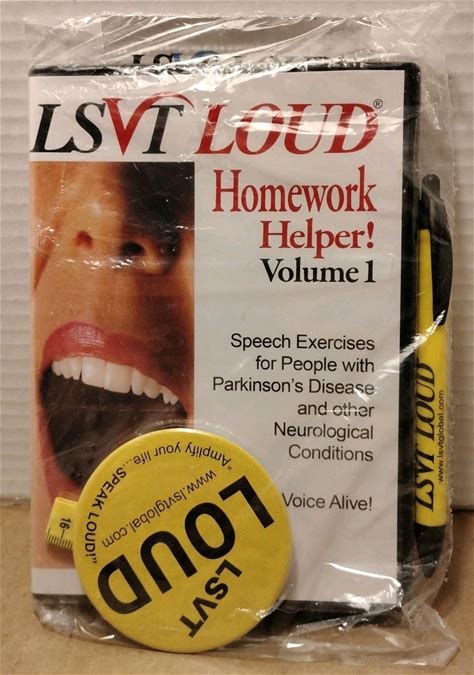 LSVT LOUD®
Homework
Helper!
Volume 1
Speech Exercises
for People with
Parkinson's Disease
and other
Neurological
Conditions
Voice Alive!
"Amplify your life...SPEAK LOUD!"
www.lsvtglobal.com
LOUD
LSVT
16
LSVT LOUD
www.lsvtglobal.com